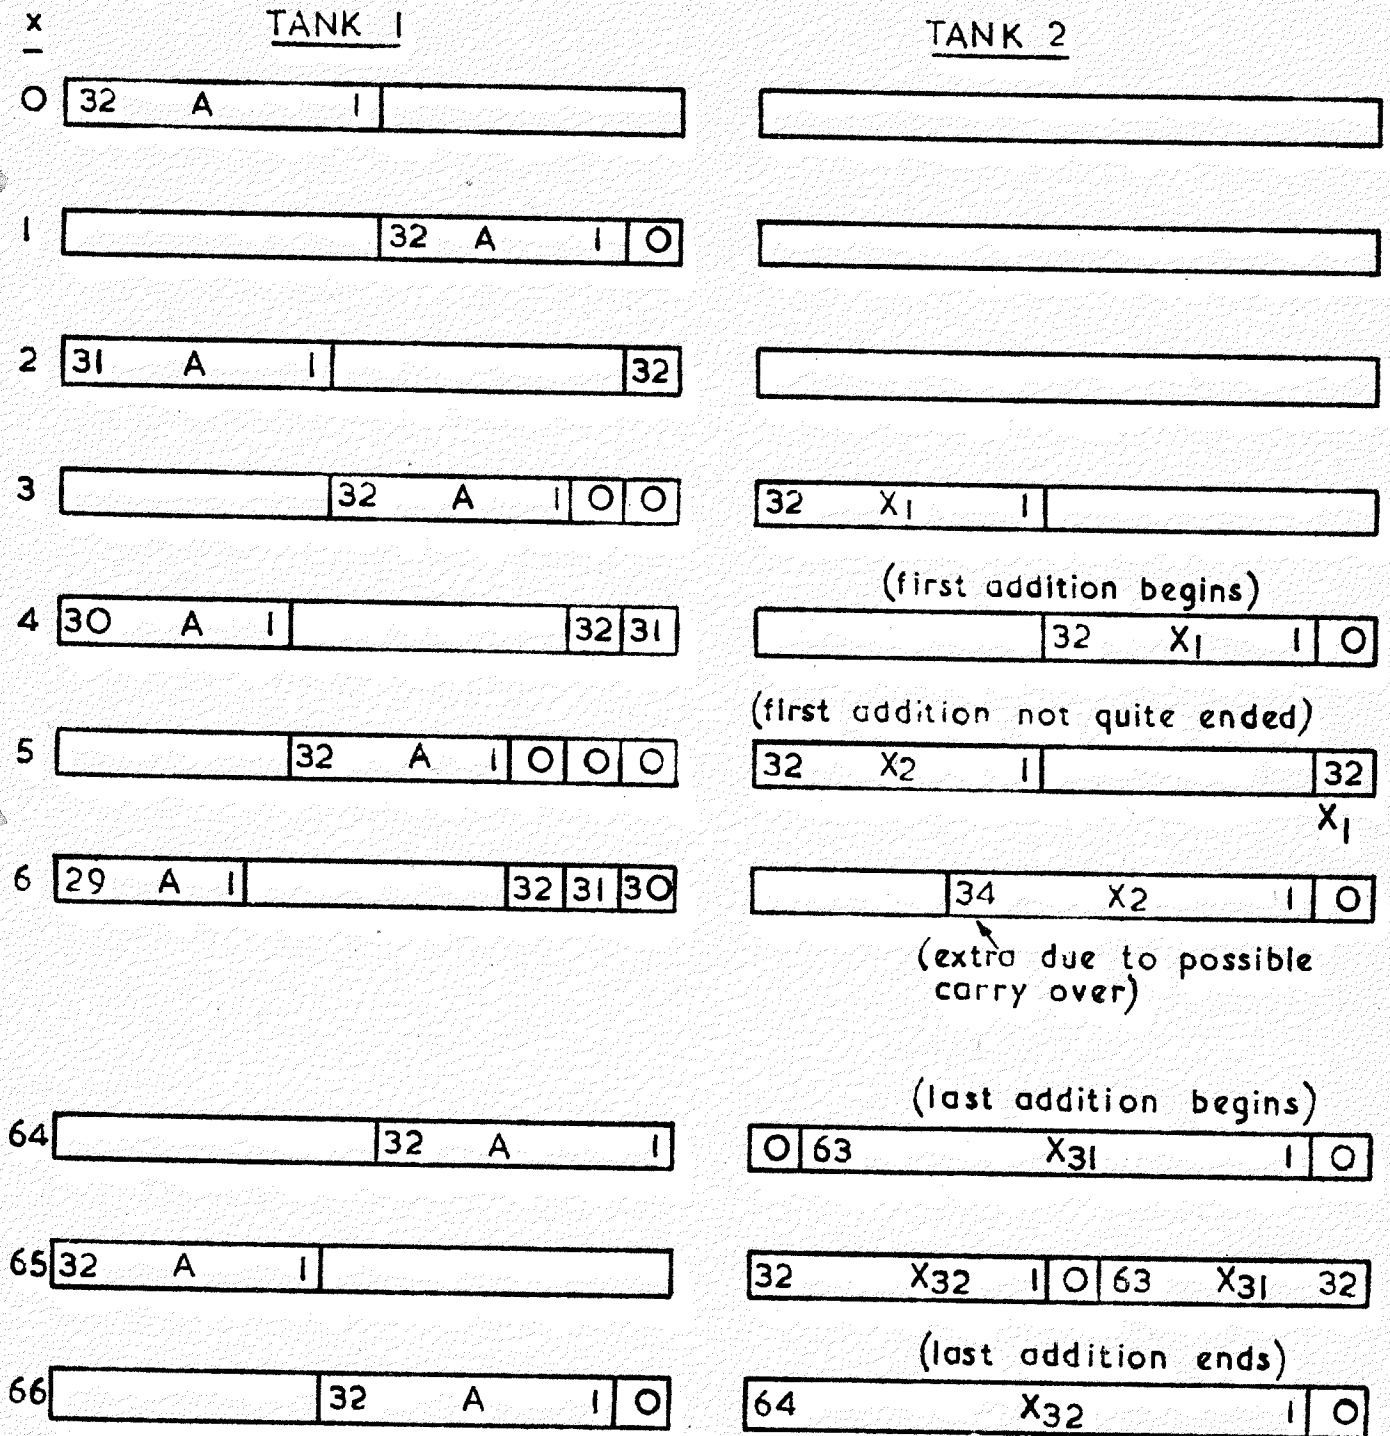 x TANK 1 TANK 2
0 32 A 1
1 32 A 1 0
2 31 A 1 32
3 32 A 1 0 0 32 X1 1
(first addition begins)
4 30 A 1 32 31 32 X1 1 0
(first addition not quite ended)
5 32 A 1 0 0 0 32 X2 1 32
X1
6 29 A 1 32 31 30 34 X2 1 0
(extra due to possible
carry over)
(last addition begins)
64 32 A 1 0 63 X31 1 0
65 32 A 1 32 X32 1 0 63 X31 32
(last addition ends)
66 32 A 1 0 64 X32 1 0